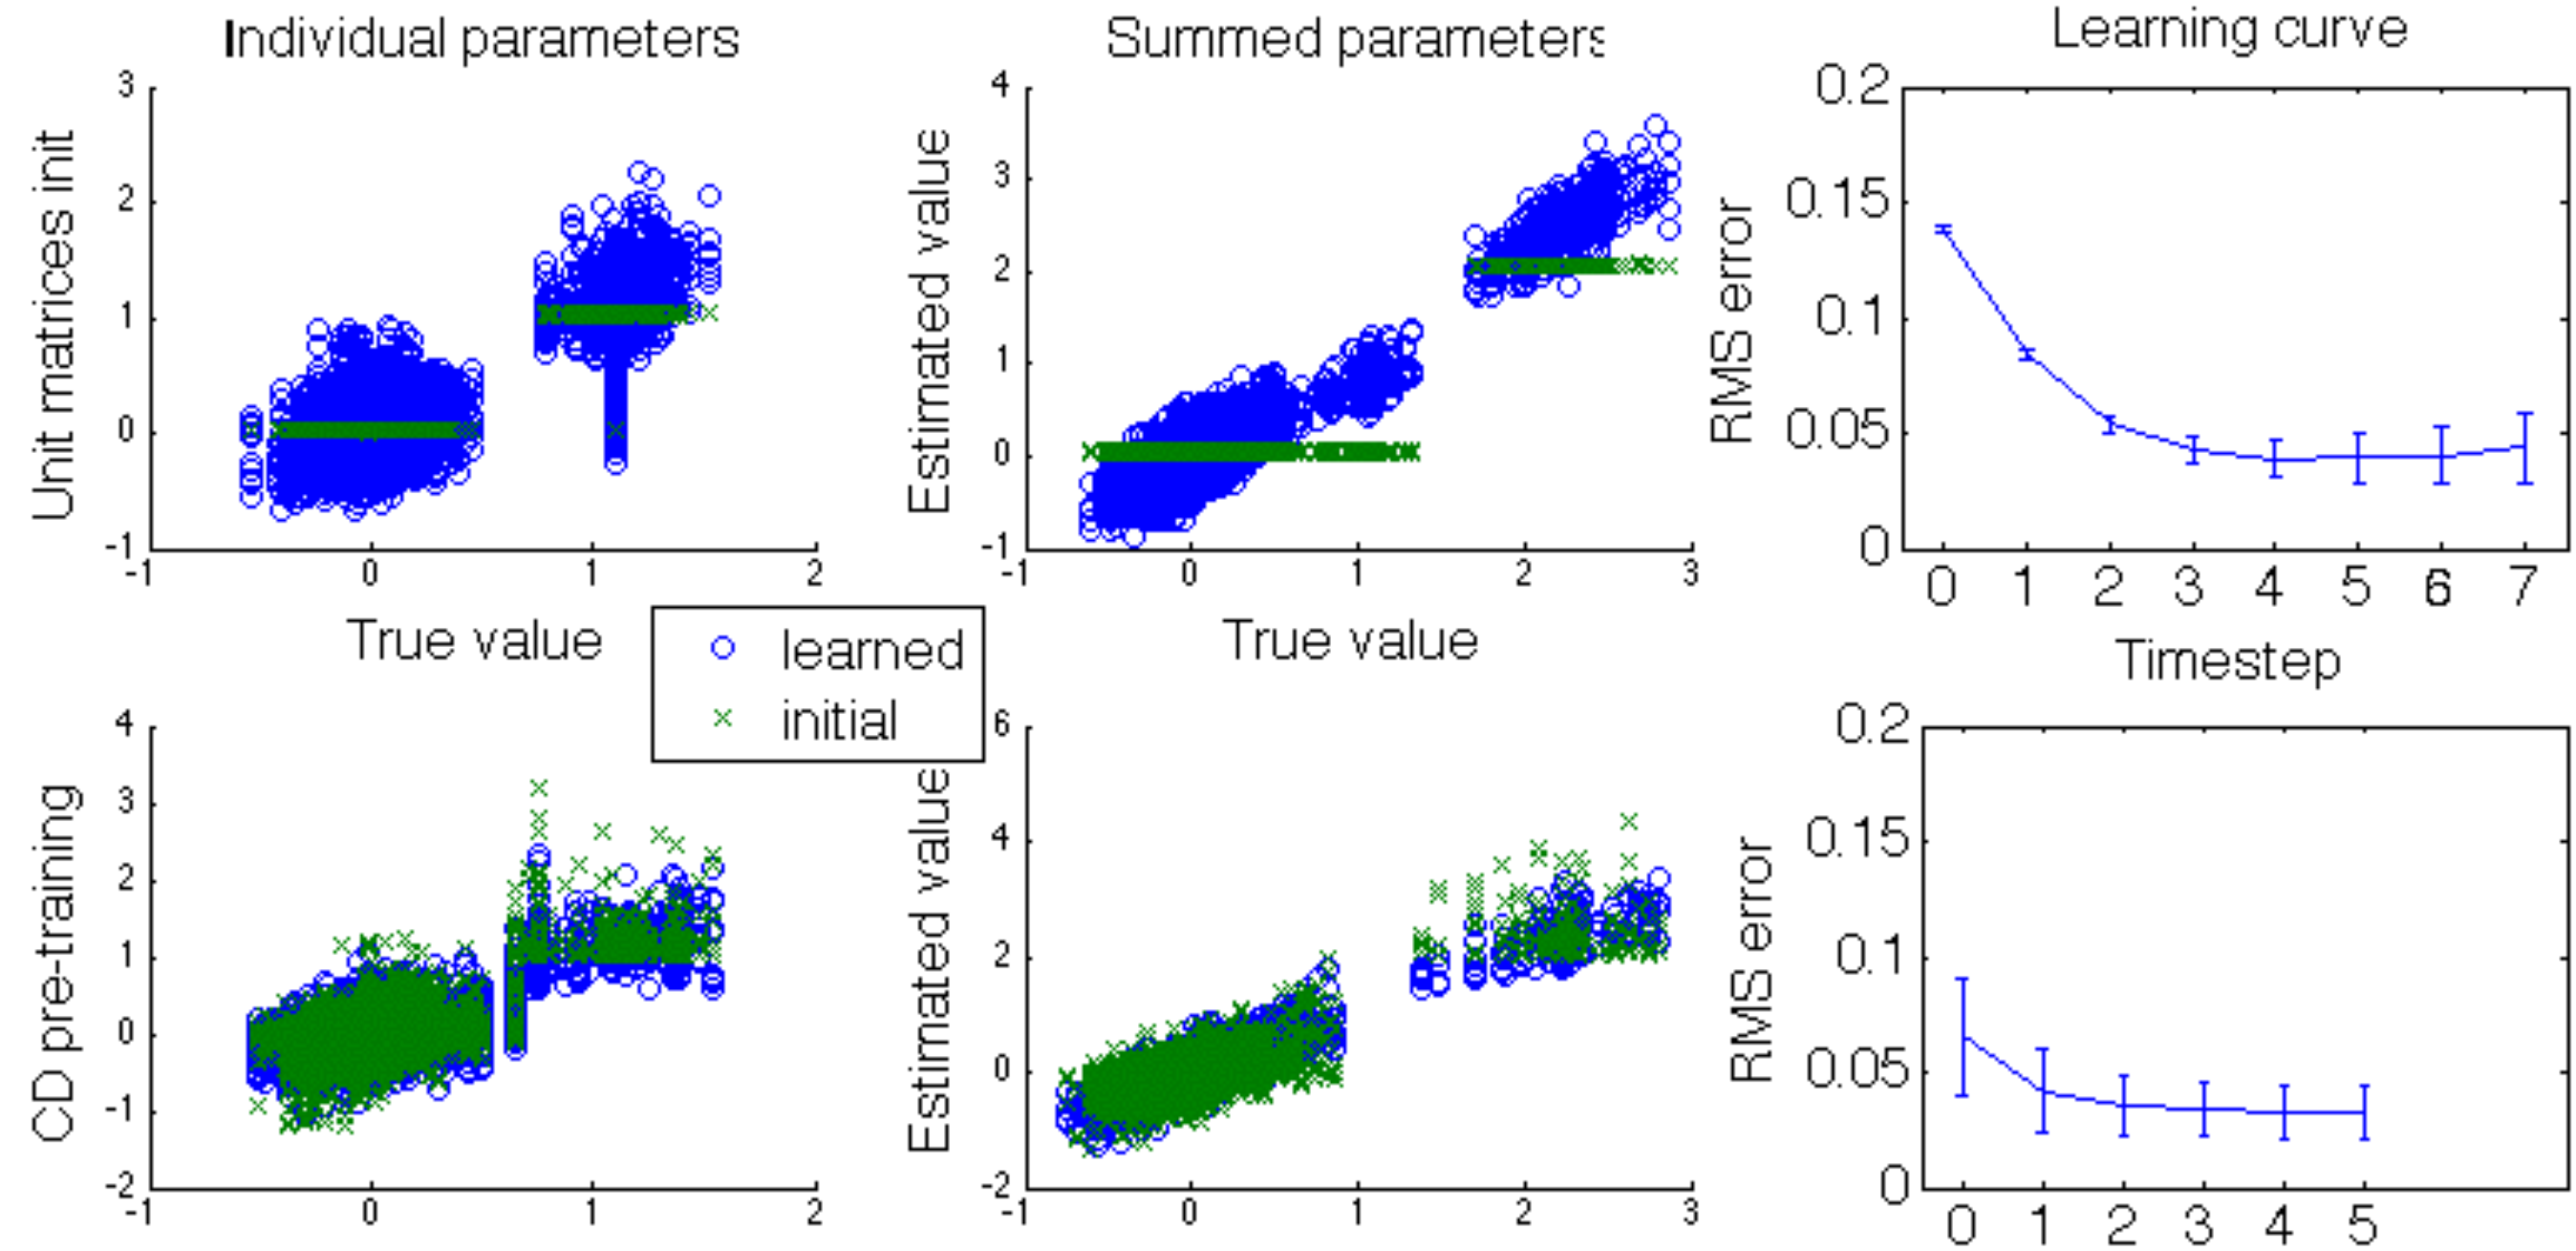 Individual parameters
Summed parameters
Learning curve
Unit matrices init
3
2
1
0
-1
-1 0 1 2
True value
Estimated value
4
3
2
1
0
-1
-1 0 1 2 3
True value
RMS error
0.2
0.15
0.1
0.05
0
0 1 2 3 4 5 6 7
Timestep
learned
initial
CD pre-training
4
3
2
1
0
-1
-2
-1 0 1 2
Estimated value
6
4
2
0
-2
-1 0 1 2 3
RMS error
0.2
0.15
0.1
0.05
0
0 1 2 3 4 5